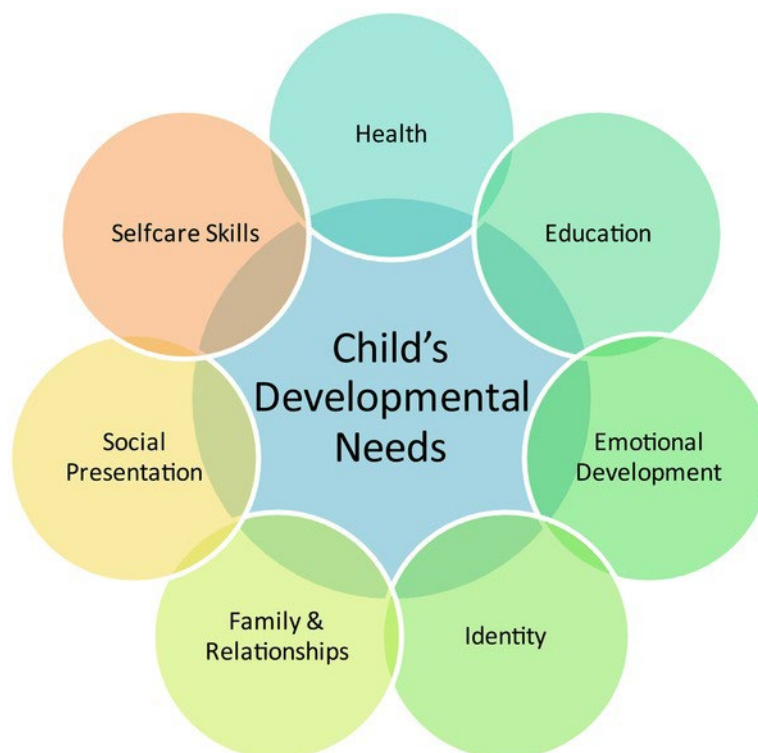 Health
Education
Emotional
Development
Identity
Family &
Relationships
Social
Presentation
Selfcare Skills
Child’s
Developmental
Needs